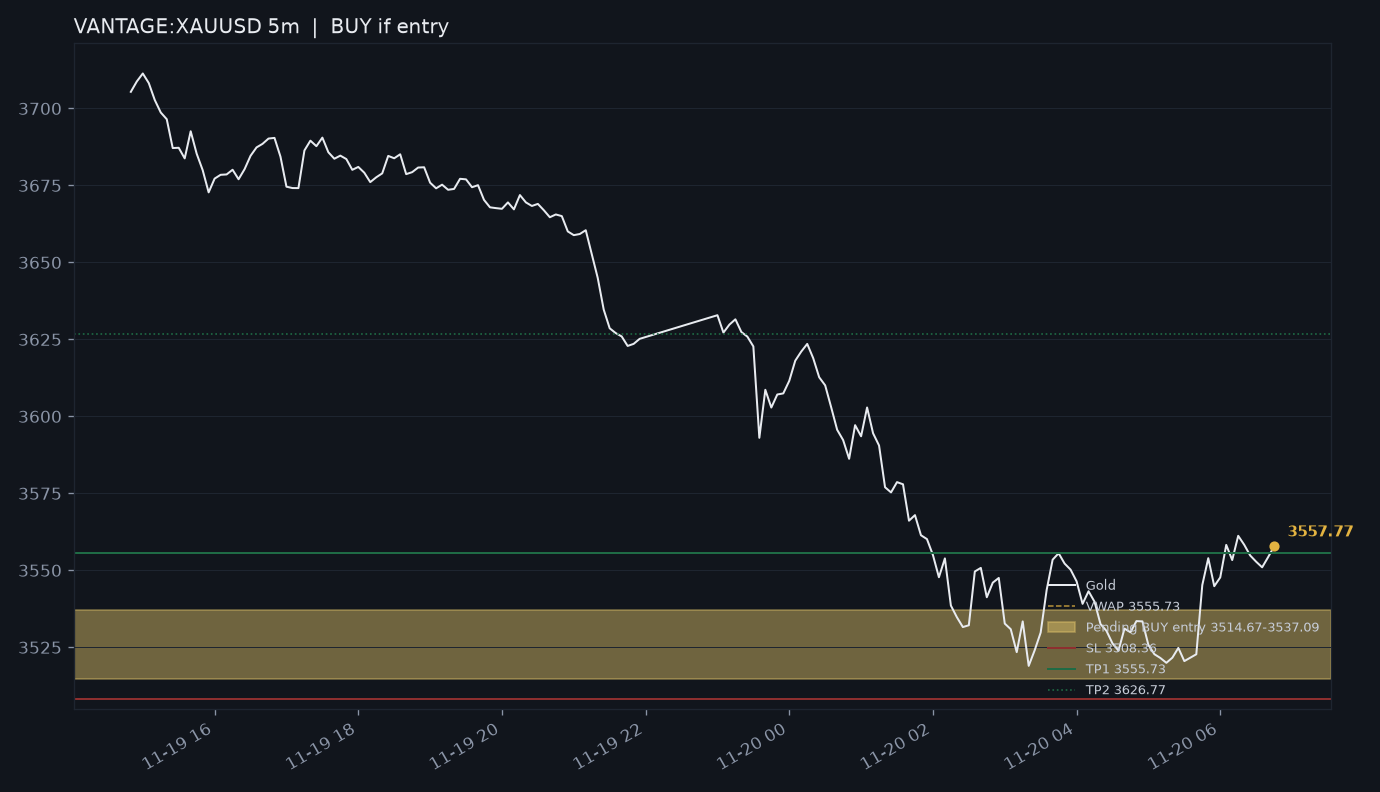 VANTAGE:XAUUSD 5m | BUY if entry
3700
3675
3650
3625
3600
3575
3550
3525
3557.77
Gold
VWAP 3555.73
Pending BUY entry 3514.67-3537.09
SL 3508.36
TP1 3555.73
TP2 3626.77
11-19 16
11-19 18
11-19 20
11-19 22
11-20 00
11-20 02
11-20 04
11-20 06